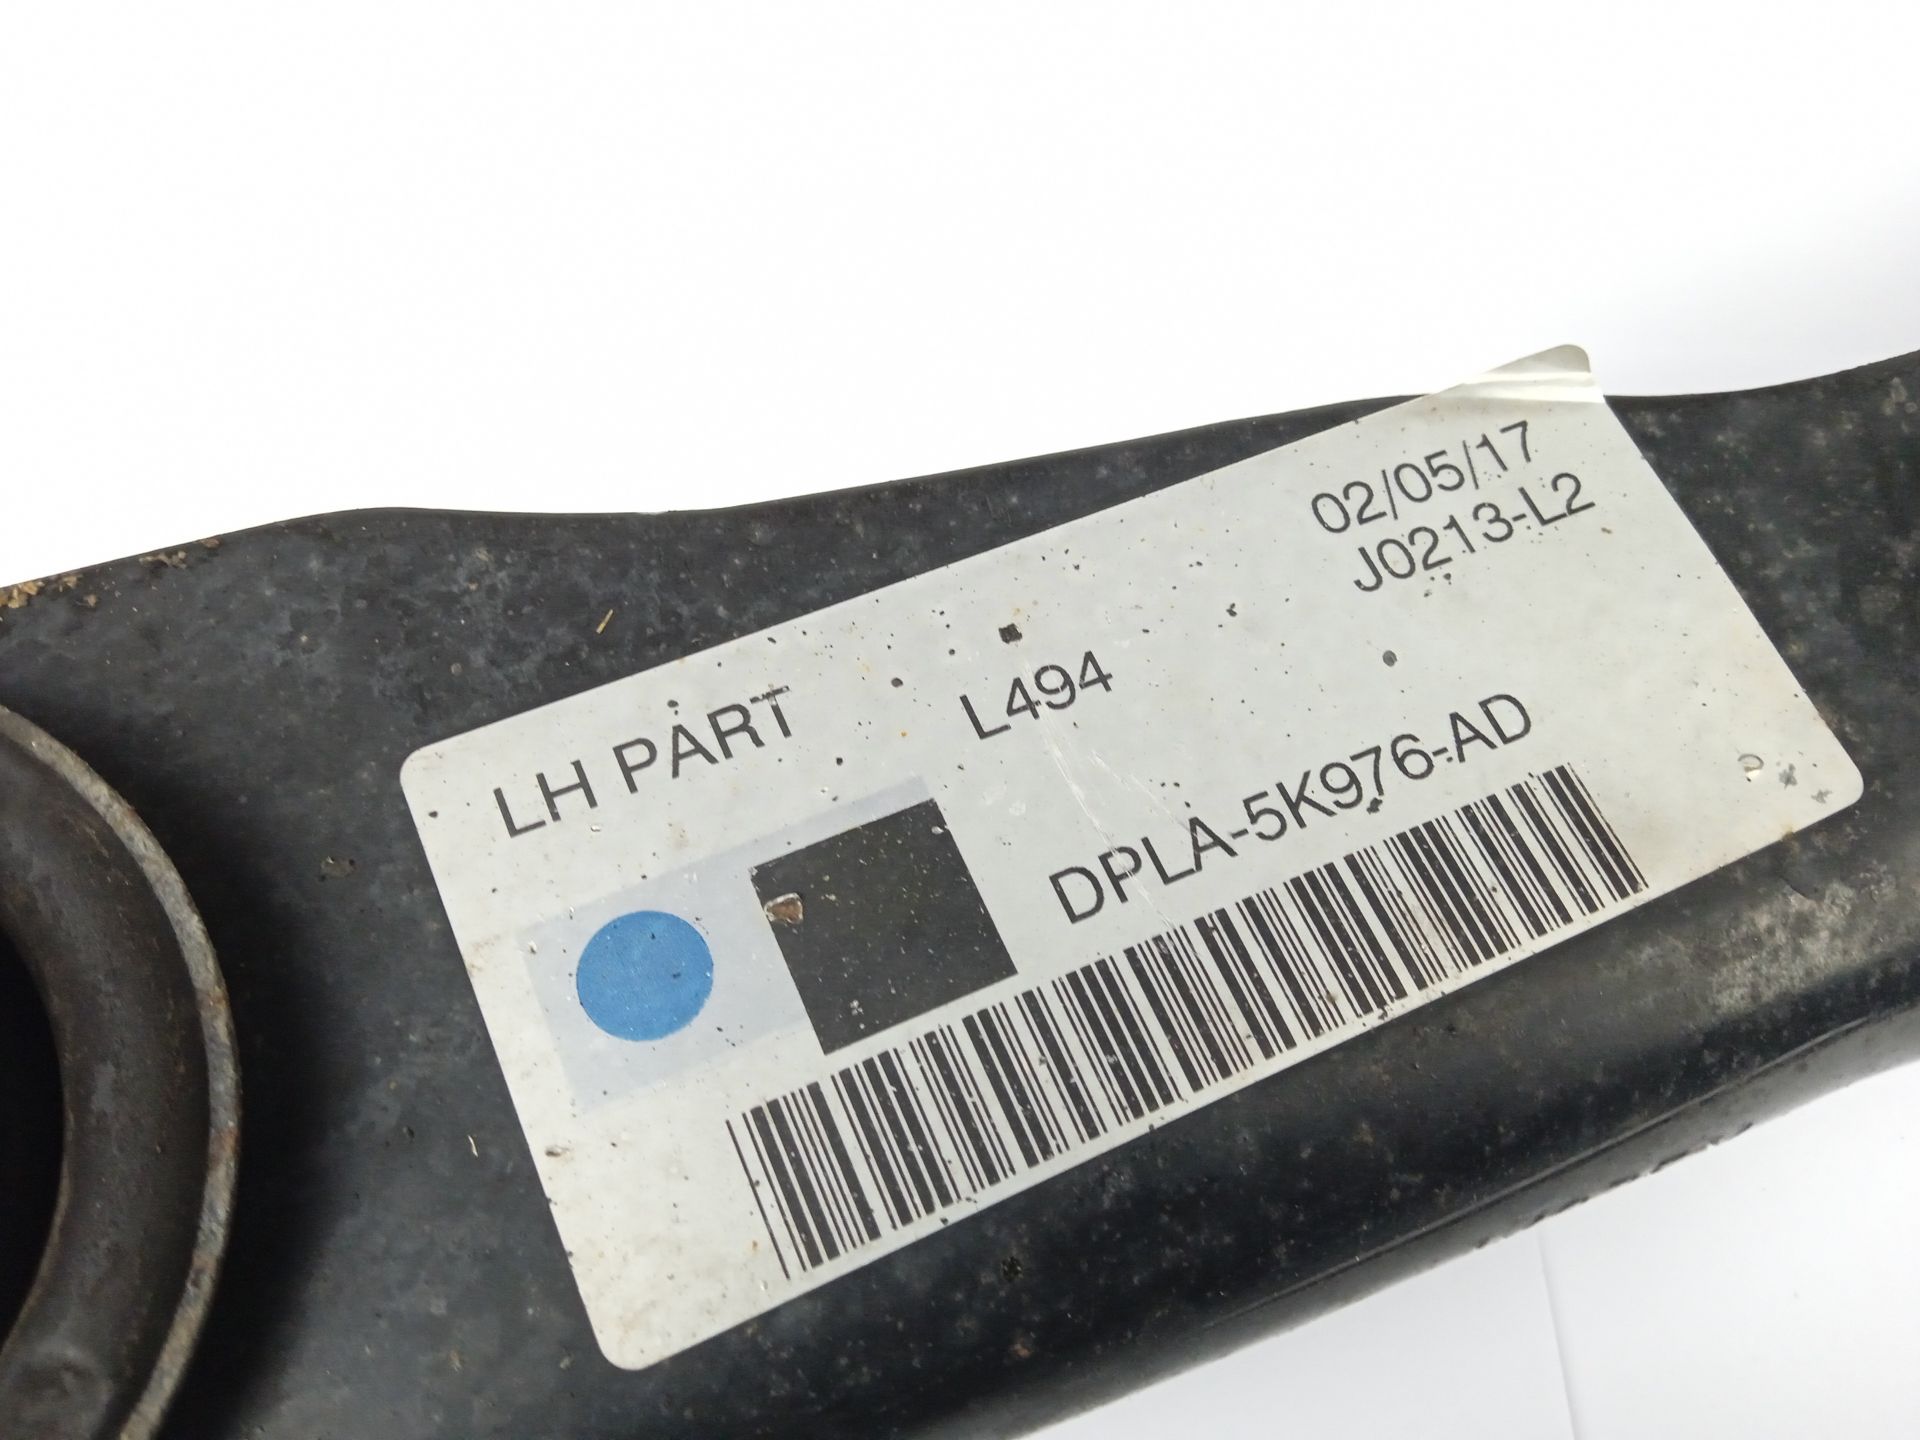 02/05/17
J0213-L2
LH PART
L494
DPLA-5K976-AD